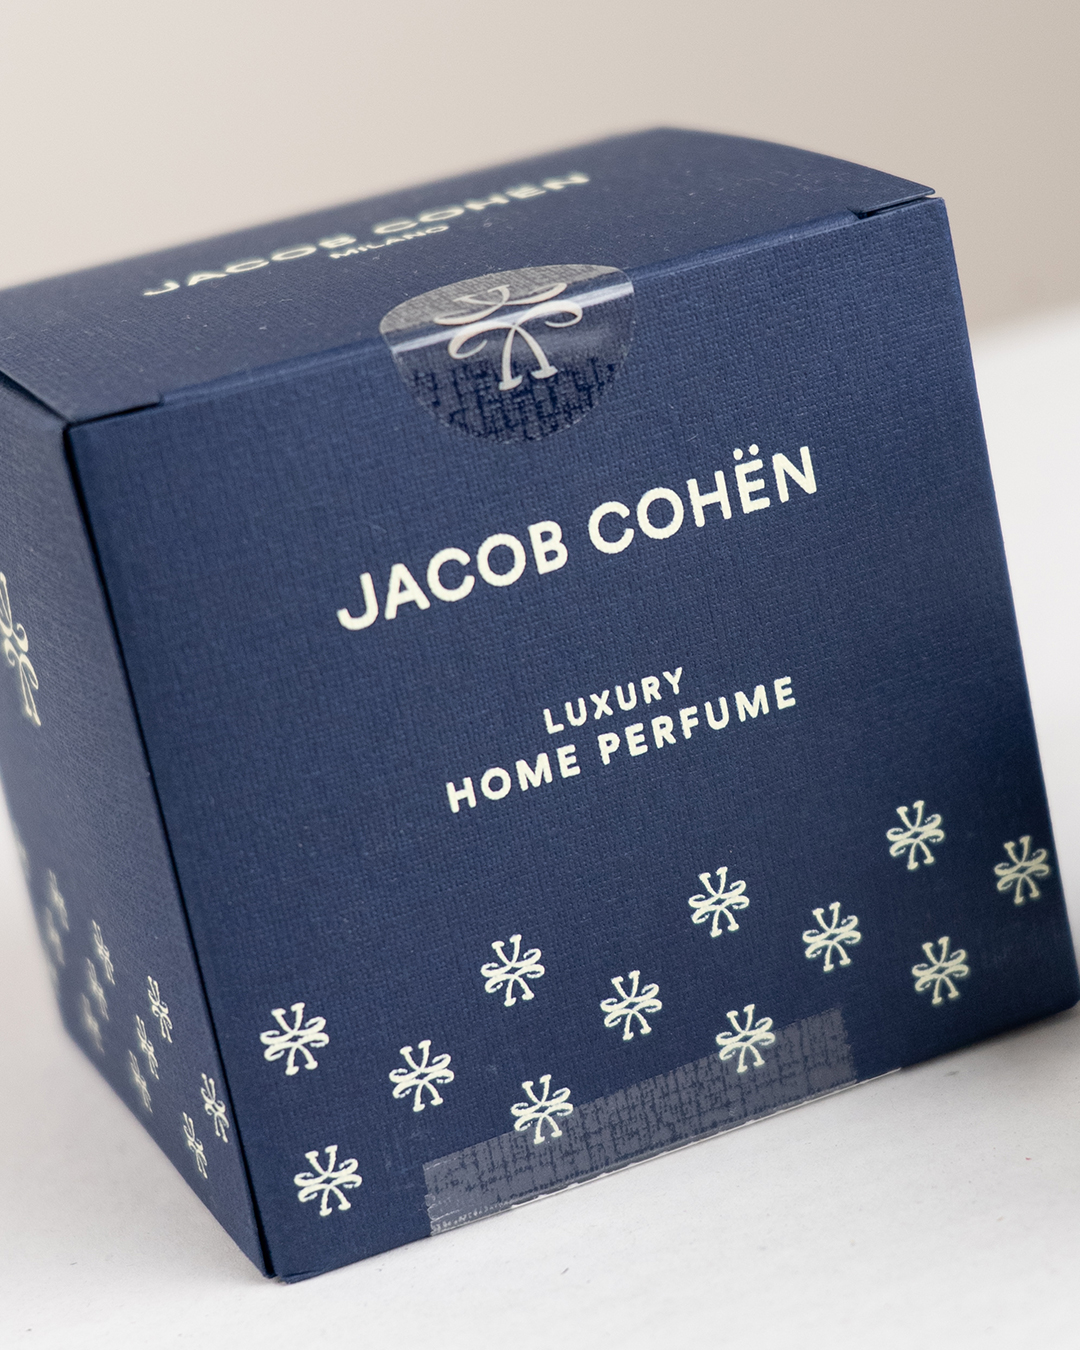 JACOB COHËN
MILANO
JACOB COHËN
LUXURY
HOME PERFUME